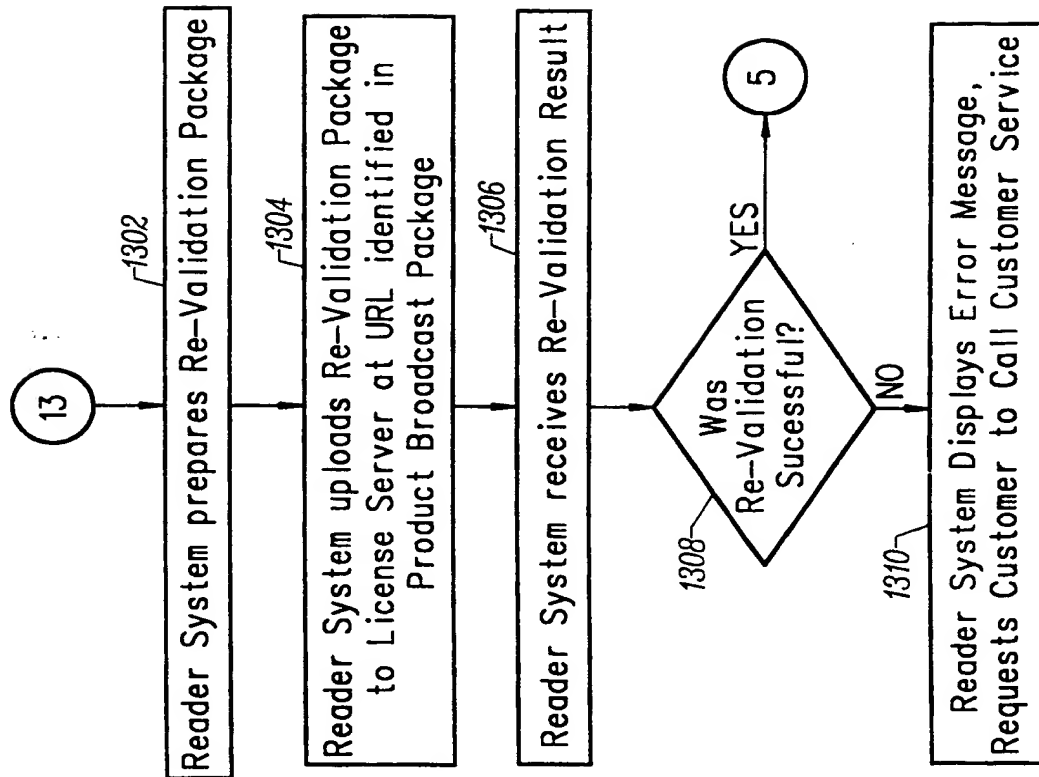 13
1302
Reader System prepares Re-Validation Package
1304
Reader System uploads Re-Validation Package
to License Server at URL identified in
Product Broadcast Package
1306
Reader System receives Re-Validation Result
1308
Was
Re-Validation
Sucessful?
YES
5
NO
1310
Reader System Displays Error Message,
Requests Customer to Call Customer Service